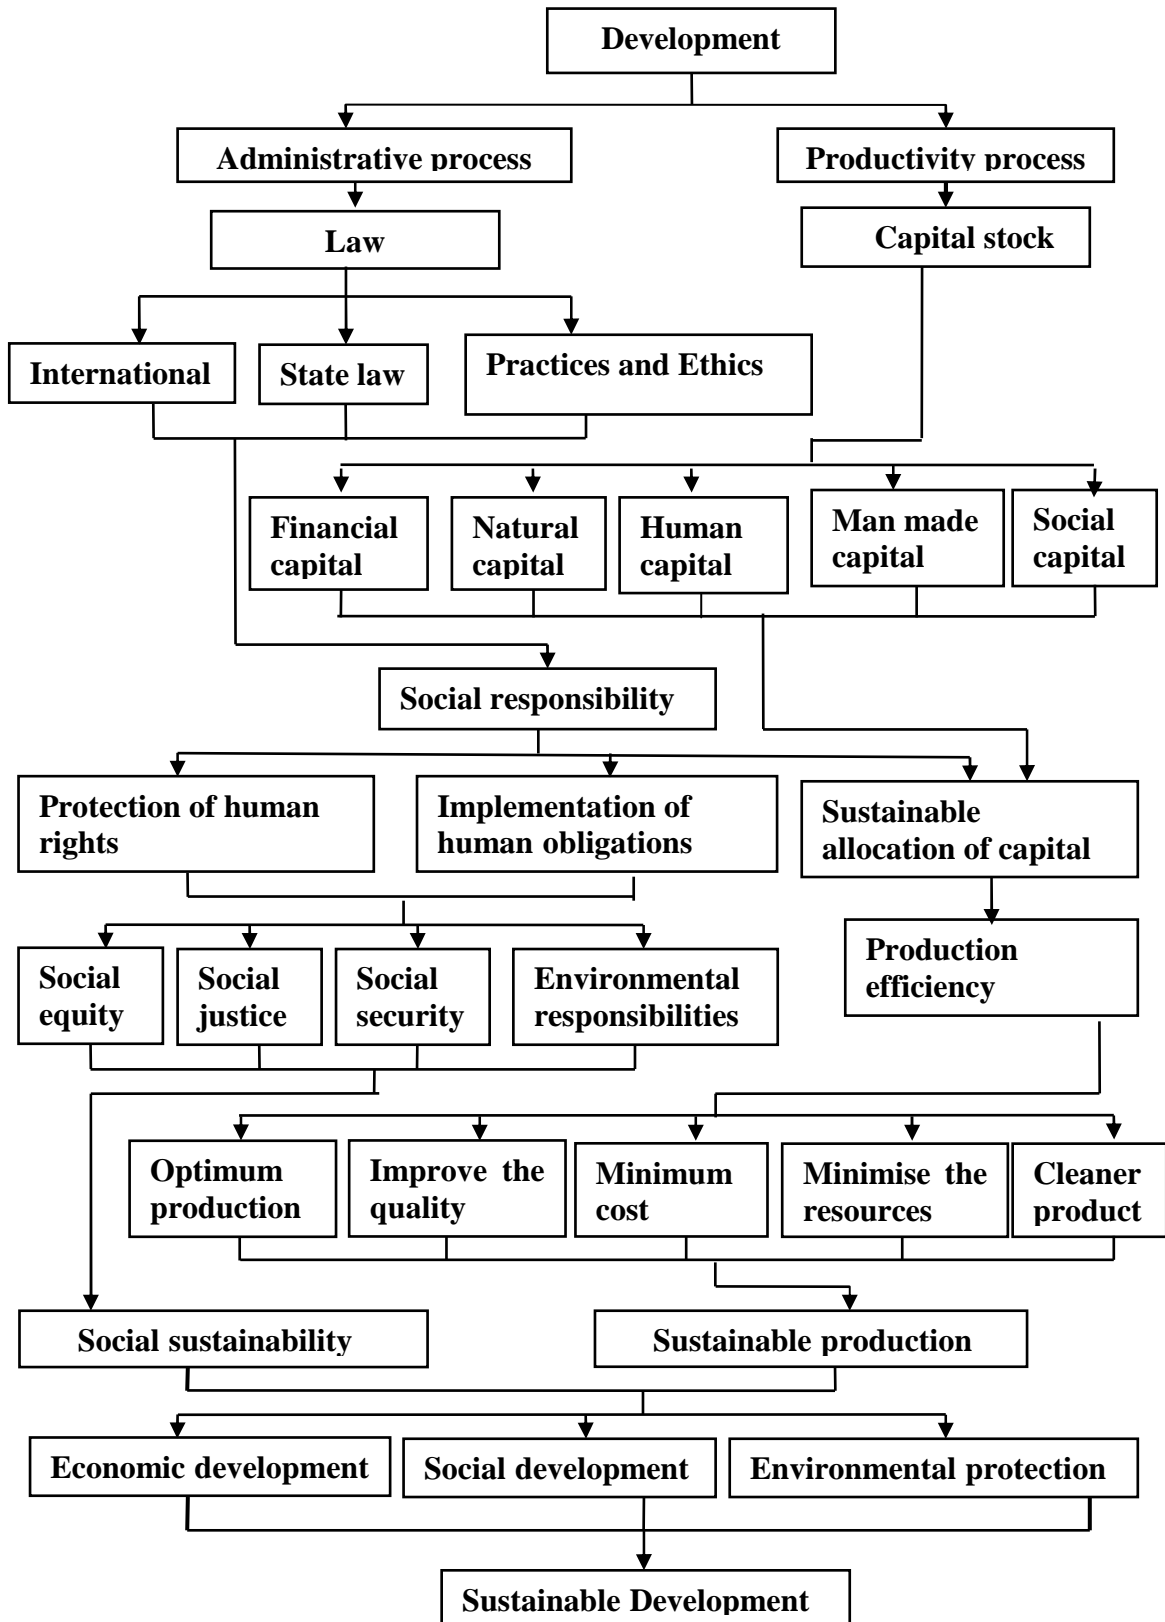 Development
Administrative process
Productivity process
Law
Capital stock
International
State law
Practices and Ethics
Financial
capital
Natural
capital
Human
capital
Man made
capital
Social
capital
Social responsibility
Protection of human
rights
Implementation of
human obligations
Sustainable
allocation of capital
Social
equity
Social
justice
Social
security
Environmental
responsibilities
Production
efficiency
Optimum
production
Improve the
quality
Minimum
cost
Minimise the
resources
Cleaner
product
Social sustainability
Sustainable production
Economic development
Social development
Environmental protection
Sustainable Development